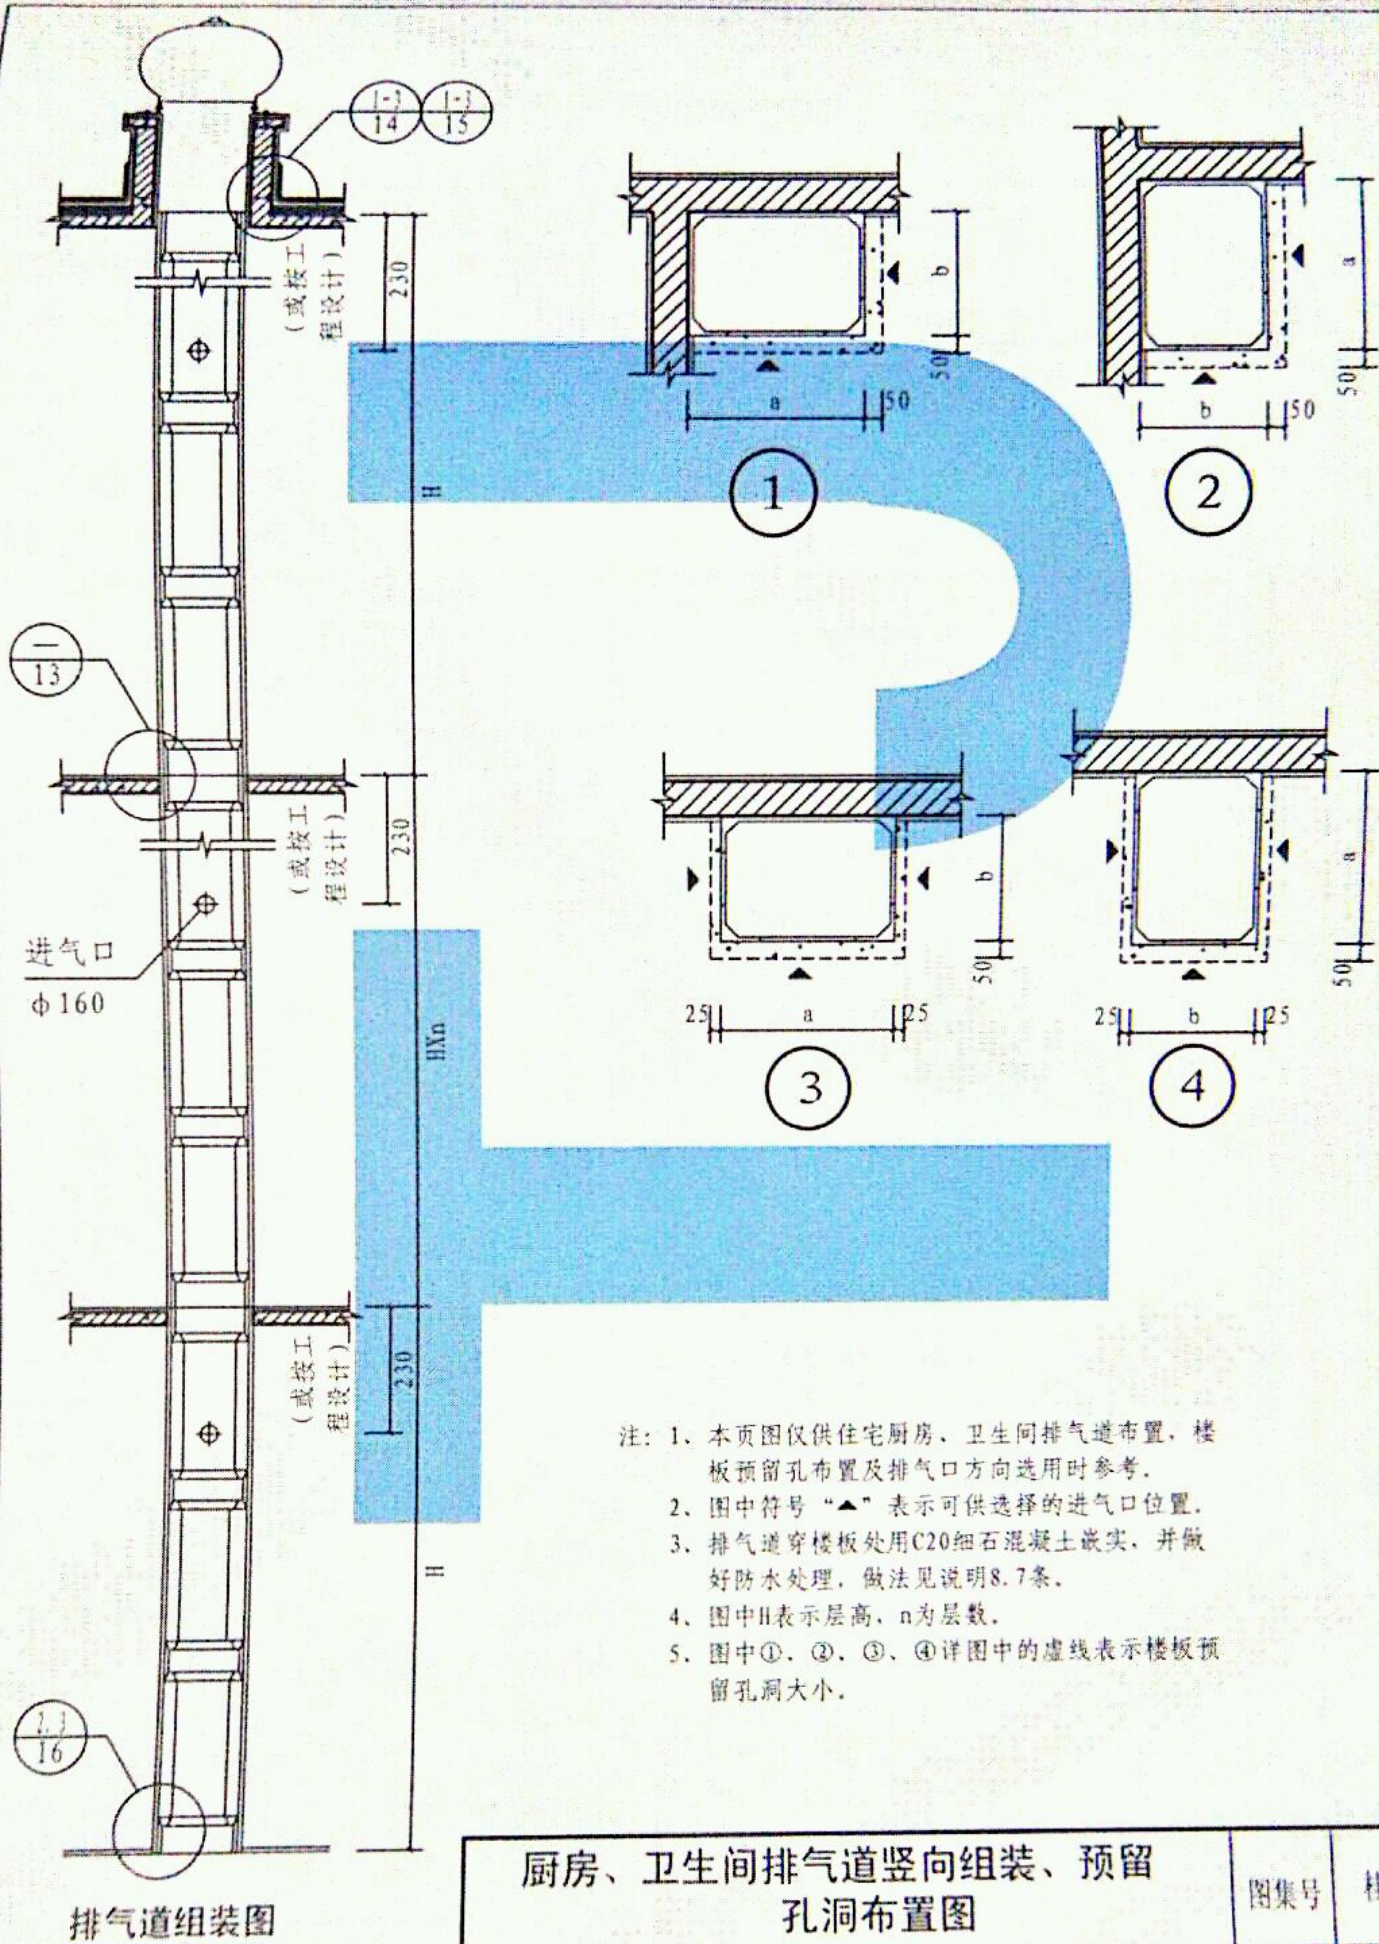 1-3
14
1-3
15
(或按工
程设计)
230
H
一
13
(或按工
程设计)
230
进气口
φ160
HXn
(或按工
程设计)
230
H
2.3
16
排气道组装图
b
50
a
50
1
a
50
b
50
2
b
50
25
a
25
3
a
50
25
b
25
4
注: 1、本页图仅供住宅厨房、卫生间排气道布置、楼
板预留孔布置及排气口方向选用时参考.
2、图中符号 “▲” 表示可供选择的进气口位置.
3、排气道穿楼板处用C20细石混凝土嵌实、并做
好防水处理, 做法见说明8.7条.
4、图中H表示层高、n为层数.
5、图中①、②、③、④详图中的虚线表示楼板预
留孔洞大小.
厨房、卫生间排气道竖向组装、预留
孔洞布置图
图集号